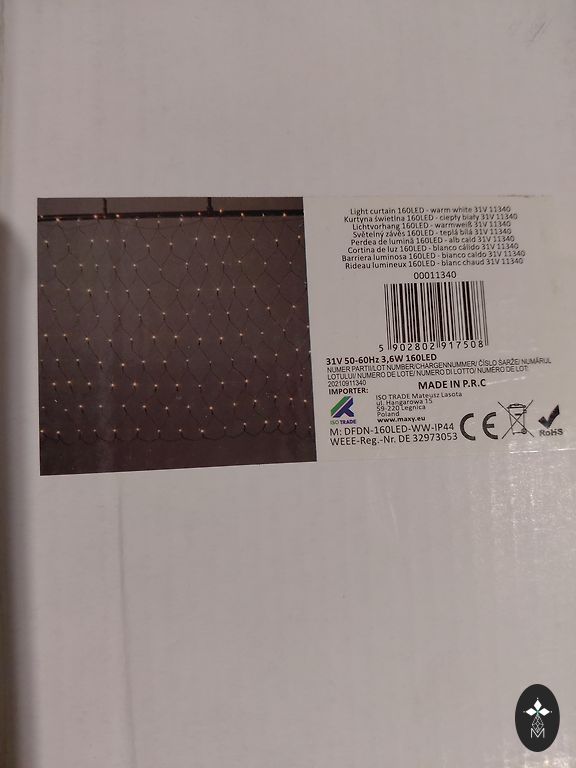 Light curtain 160LED - warm white 31V 11340
Kurtyna świetlna 160LED - ciepły biały 31V 11340
Lichtvorhang 160LED - warmweiß 31V 11340
Světelný závěs 160LED - teplá bílá 31V 11340
Perdea de lumină 160LED - alb cald 31V 11340
Cortina de luz 160LED - blanco cálido 31V 11340
Barriera luminosa 160LED - bianco caldo 31V 11340
Rideau lumineux 160LED - blanc chaud 31V 11340
00011340
5 902802 917508
31V 50-60Hz 3,6W 160LED
NUMER PARTII/LOT NUMBER/CHARGENNUMMER/ ČÍSLO ŠARŽE/ NUMĂRUL
LOTULUI/ NUMERO DE LOTE/ NUMERO DI LOTTO/ NUMÉRO DE LOT:
20210911340
MADE IN P.R.C
IMPORTER:
ISO TRADE Mateusz Lasota
ul. Hangarowa 15
59-220 Legnica
Poland
www.maxy.eu
ISO TRADE
M: DFDN-160LED-WW-IP44
WEEE-Reg.-Nr. DE 32973053
CE
RoHS
M